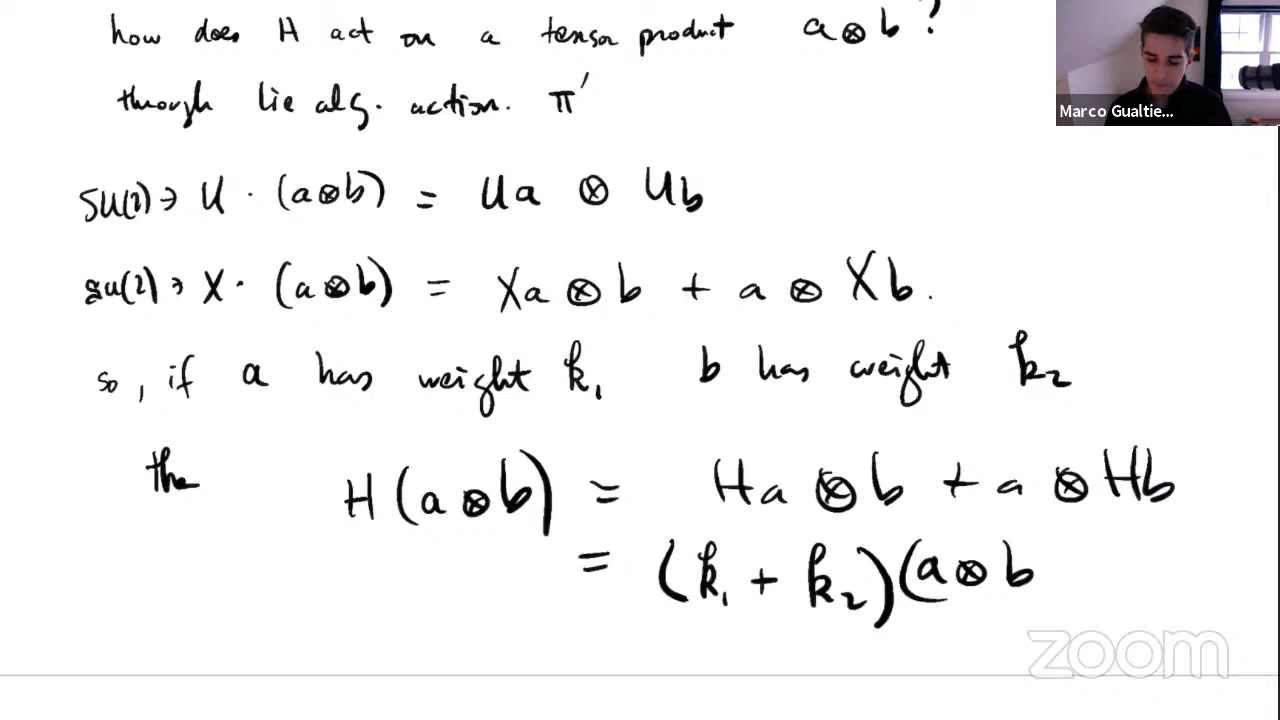 how does H act on a tensor product a⊗b?
through lie alg. action. π'
SU(2) ∋ U · (a⊗b) = Ua ⊗ Ub
su(2) ∋ X · (a⊗b) = Xa ⊗ b + a ⊗ Xb.
so, if a has weight k₁ b has weight k₂
the H(a⊗b) = Ha ⊗ b + a ⊗ Hb
= (k₁ + k₂)(a⊗b
Marco Gualtie...
zoom